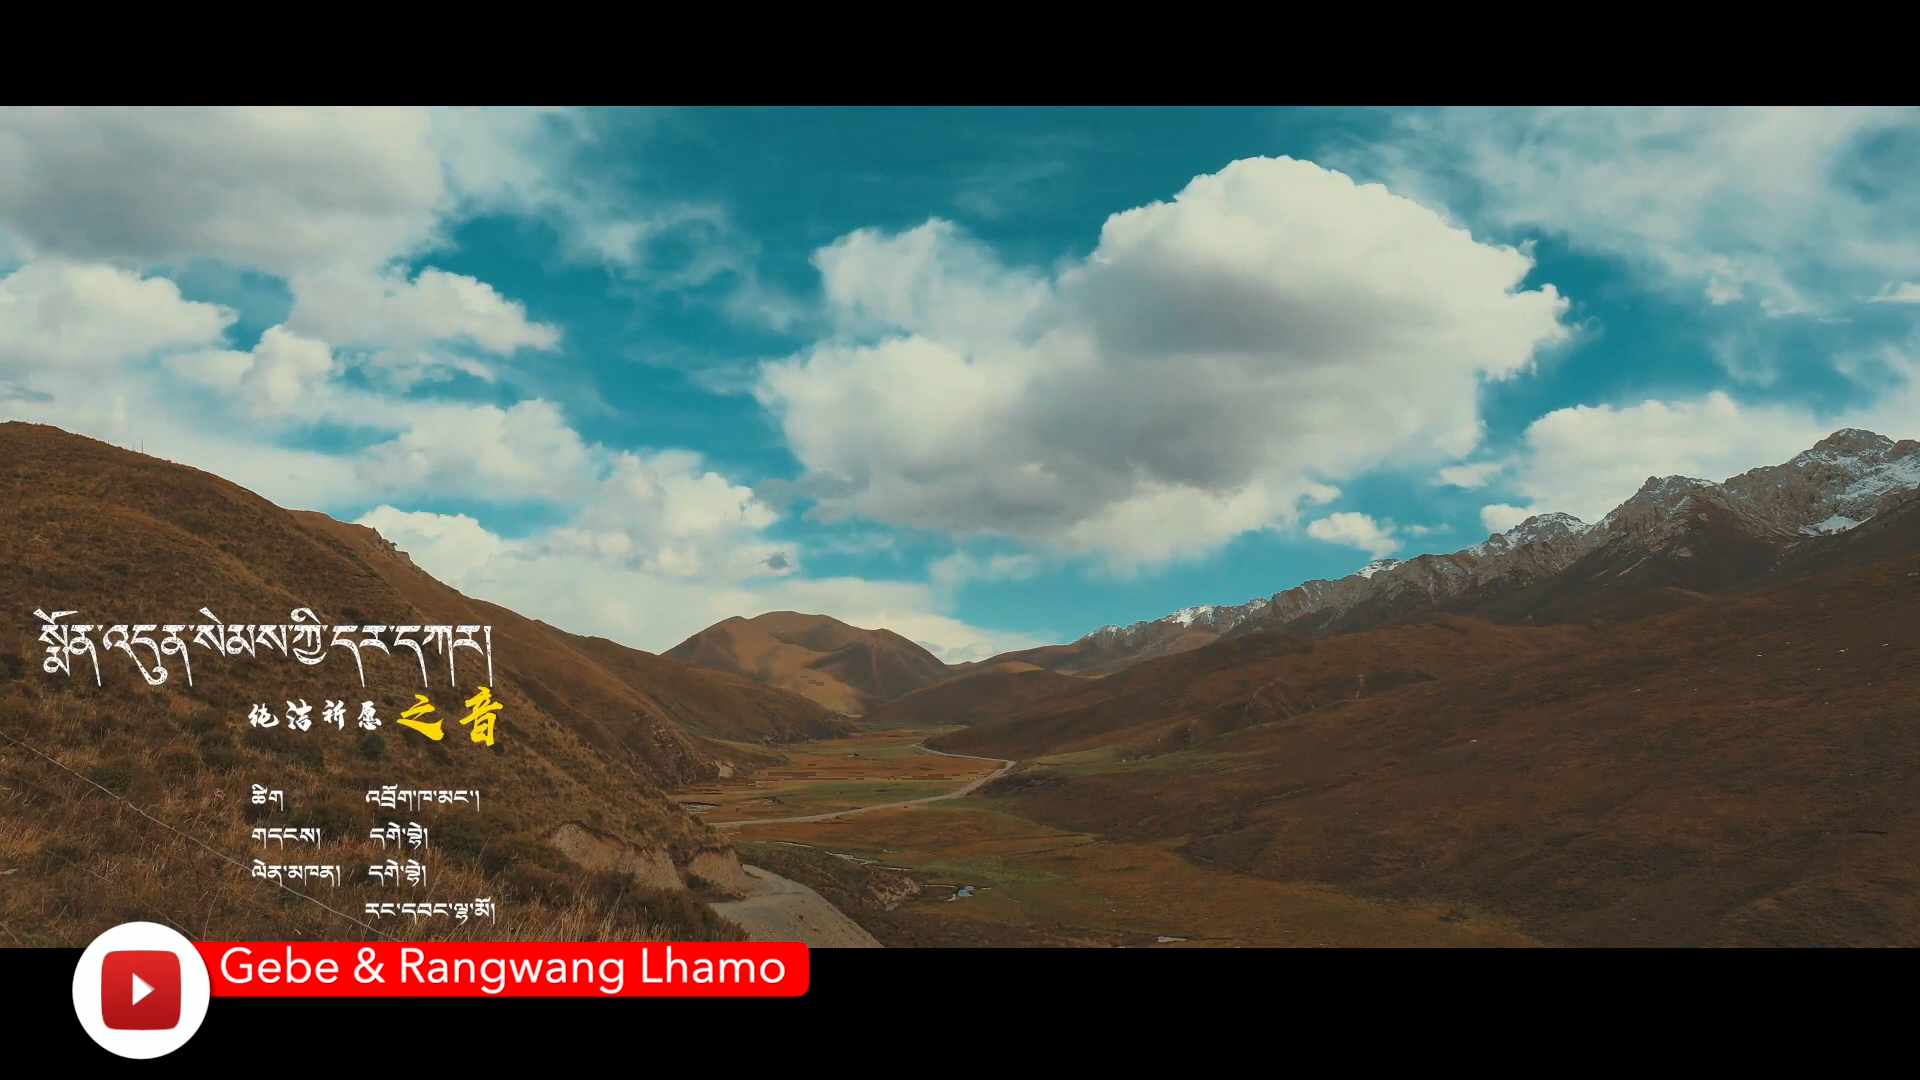 སྨོན་འདུན་སེམས་ཀྱི་དར་དཀར།
纯洁祈愿之音
ཚིག འབྲོག་ཁ་མང་།
གདངས། དགེ་བྷེ།
ལེན་མཁན། དགེ་བྷེ།
རང་དབང་ལྷ་མོ།
Gebe & Rangwang Lhamo